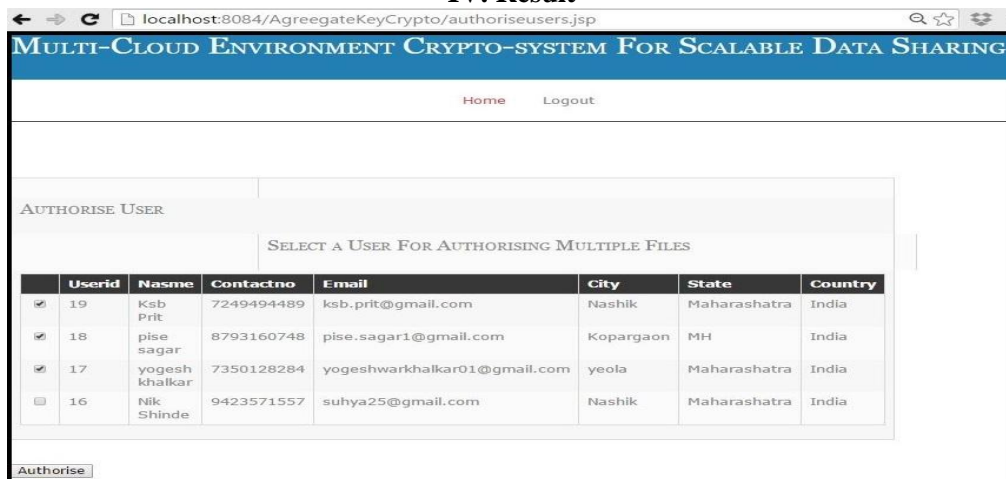 IV. Result
localhost:8084/AgreegateKeyCrypto/authoriseusers.jsp
Multi-Cloud Environment Crypto-system For Scalable Data Sharing
Home Logout
Authorise User
Select a User For Authorising Multiple Files
Userid Nasme Contactno Email City State Country
19 Ksb Prit 7249494489 ksb.prit@gmail.com Nashik Maharashatra India
18 pise sagar 8793160748 pise.sagar1@gmail.com Kopargaon MH India
17 yogesh khalkar 7350128284 yogeshwarkhalkar01@gmail.com yeola Maharashatra India
16 Nik Shinde 9423571557 suhya25@gmail.com Nashik Maharashatra India
Authorise